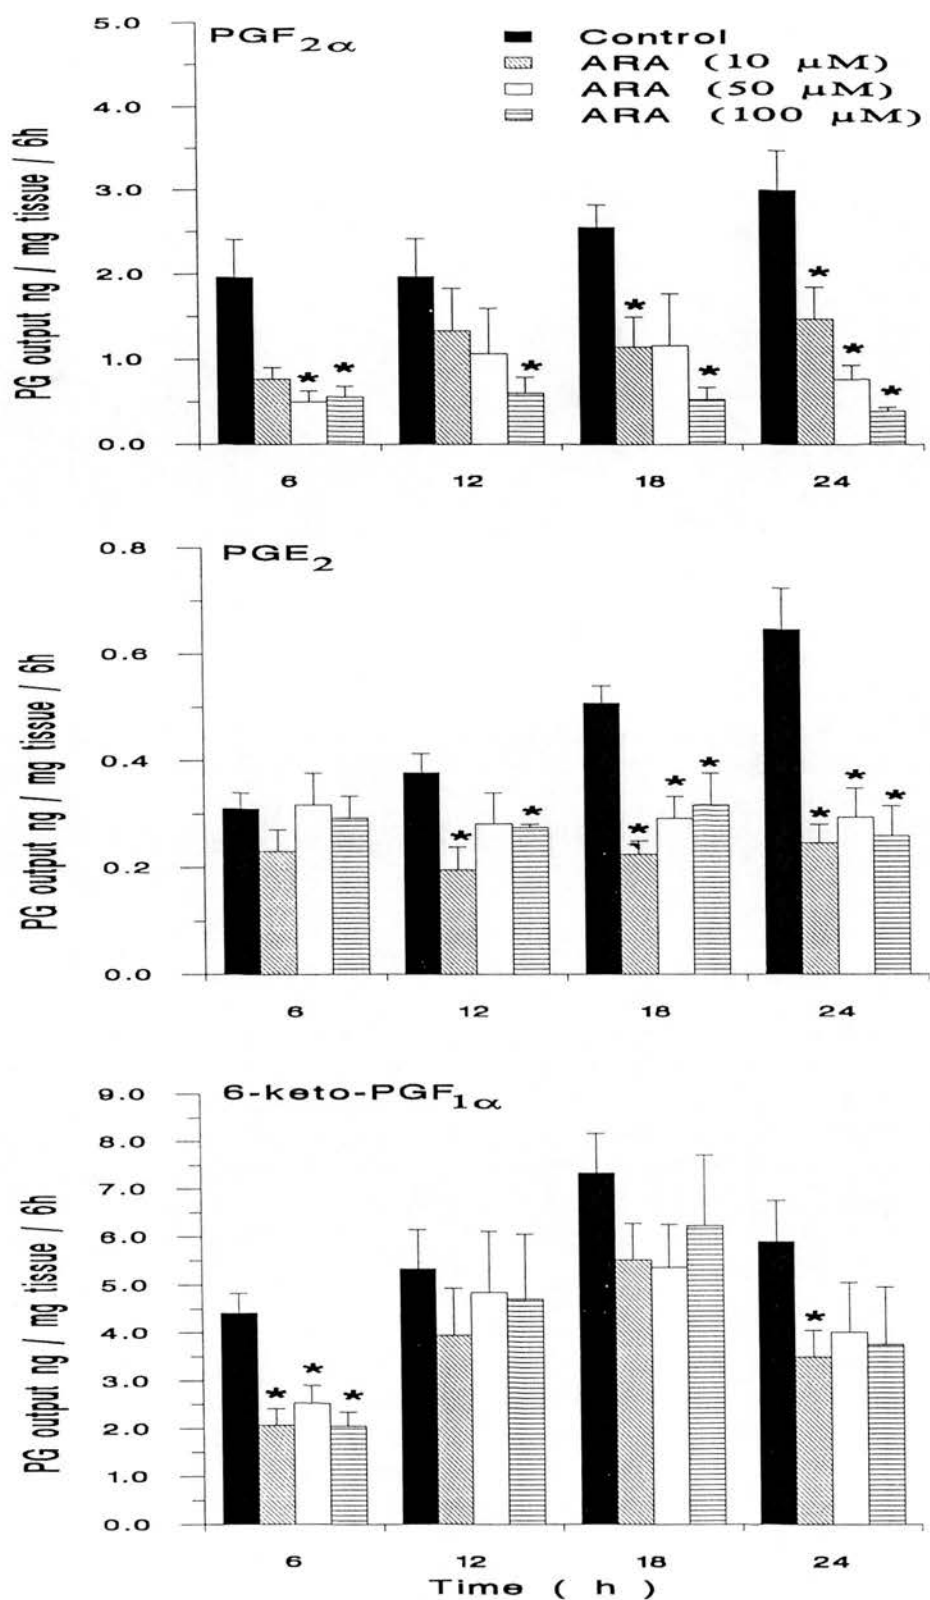 PGF2α
Control
ARA (10 μM)
ARA (50 μM)
ARA (100 μM)
PG output ng / mg tissue / 6h
5.0
4.0
3.0
2.0
1.0
0.0
* * * * * * * *
6 12 18 24
PGE2
PG output ng / mg tissue / 6h
0.8
0.6
0.4
0.2
0.0
* * * * * * * *
6 12 18 24
6-keto-PGF1α
PG output ng / mg tissue / 6h
9.0
8.0
7.0
6.0
5.0
4.0
3.0
2.0
1.0
0.0
* * * *
6 12 18 24
Time ( h )